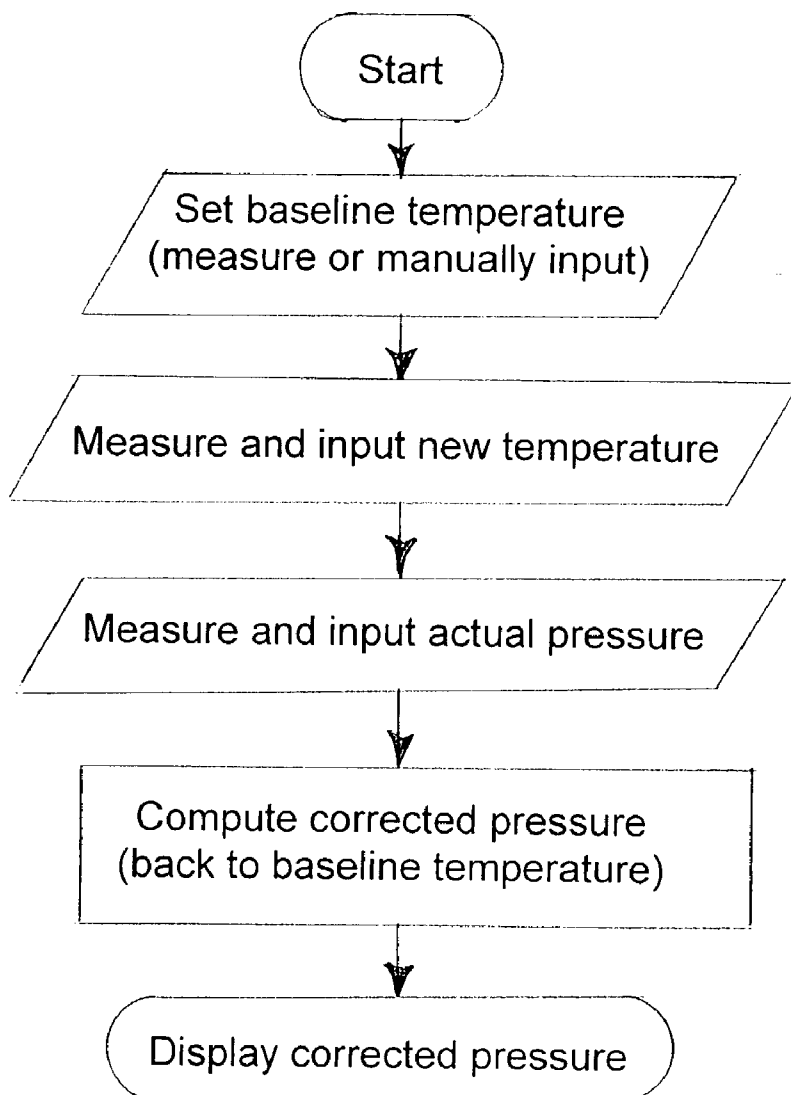 Start
Set baseline temperature
(measure or manually input)
Measure and input new temperature
Measure and input actual pressure
Compute corrected pressure
(back to baseline temperature)
Display corrected pressure